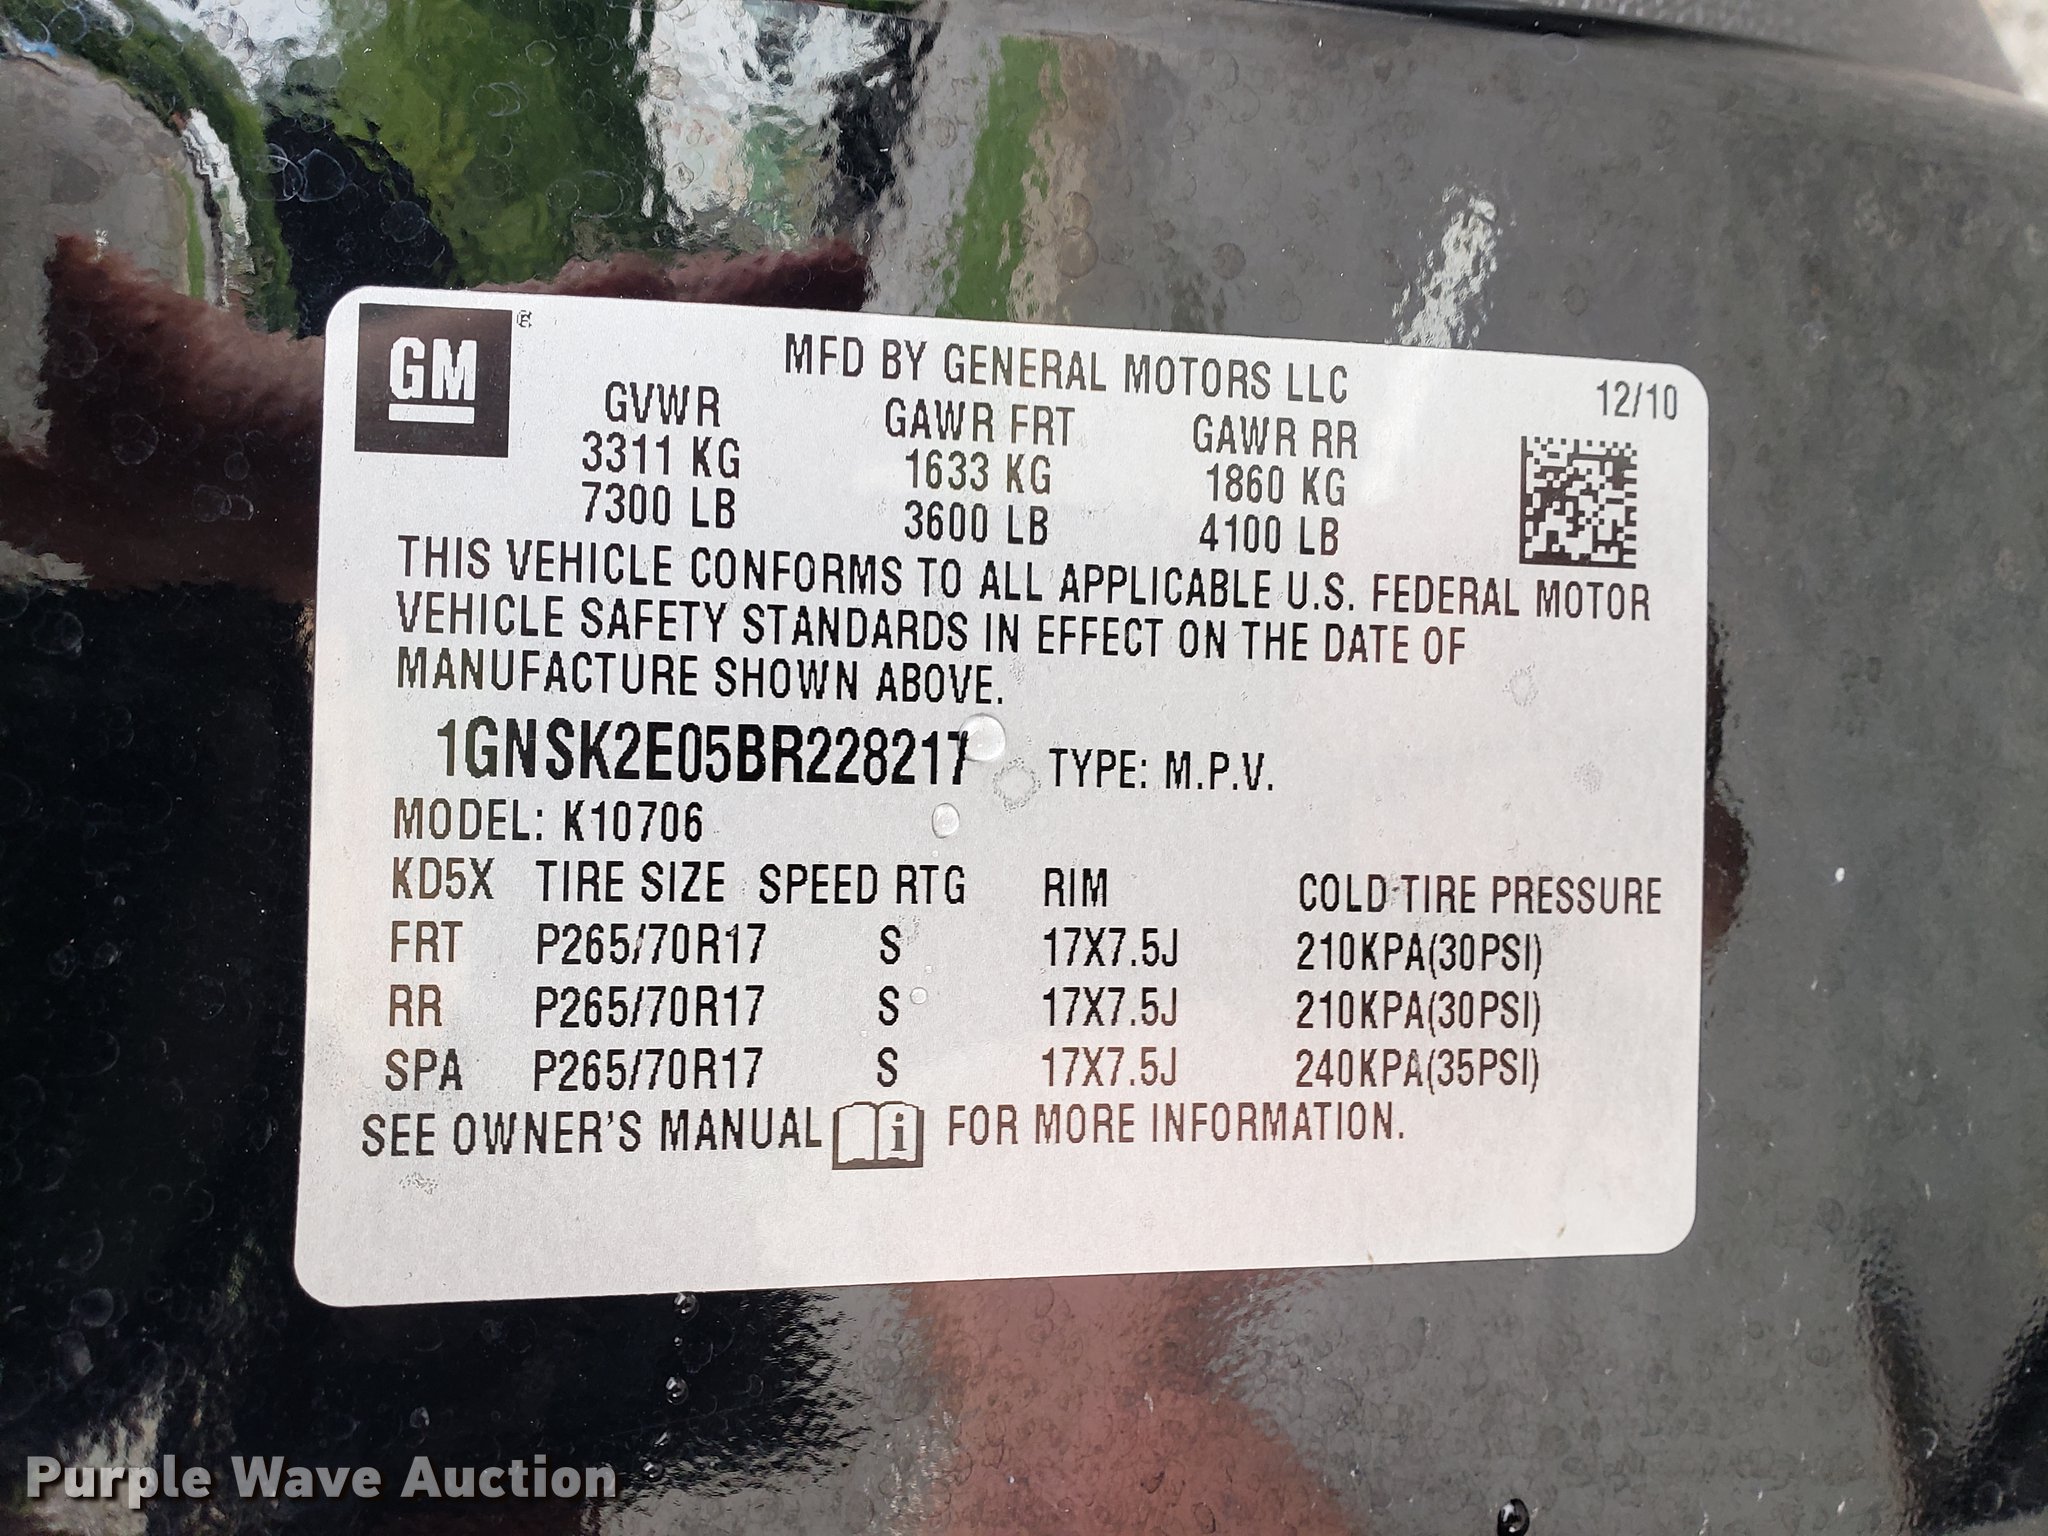 GM
MFD BY GENERAL MOTORS LLC
12/10
GVWR GAWR FRT GAWR RR
3311 KG 1633 KG 1860 KG
7300 LB 3600 LB 4100 LB
THIS VEHICLE CONFORMS TO ALL APPLICABLE U.S. FEDERAL MOTOR
VEHICLE SAFETY STANDARDS IN EFFECT ON THE DATE OF
MANUFACTURE SHOWN ABOVE.
1GNSK2E05BR228217 TYPE: M.P.V.
MODEL: K10706
KD5X TIRE SIZE SPEED RTG RIM COLD TIRE PRESSURE
FRT P265/70R17 S 17X7.5J 210KPA(30PSI)
RR P265/70R17 S 17X7.5J 210KPA(30PSI)
SPA P265/70R17 S 17X7.5J 240KPA(35PSI)
SEE OWNER'S MANUAL i FOR MORE INFORMATION.
Purple Wave Auction